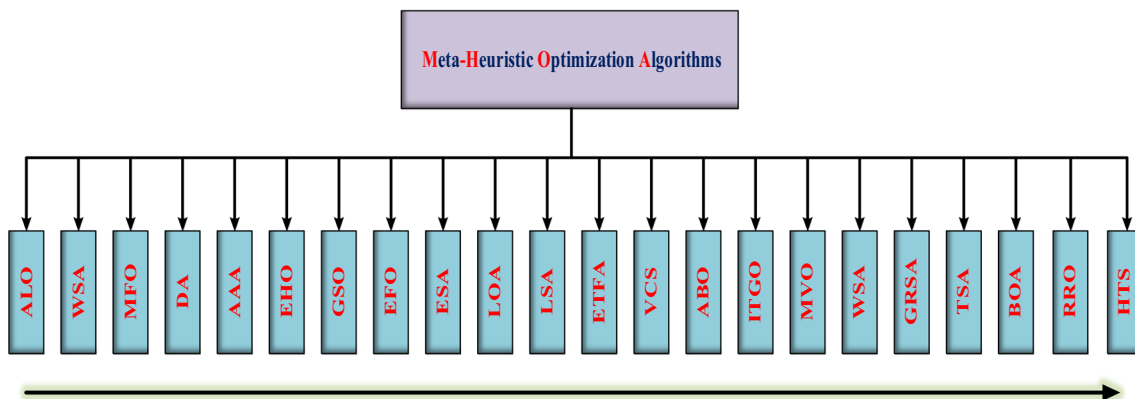 Meta-Heuristic Optimization Algorithms
ALO
WSA
MFO
DA
AAA
EHO
GSO
EFO
ESA
LOA
LSA
ETFA
VCS
ABO
ITGO
MVO
WSA
GRSA
TSA
BOA
RRO
HTS